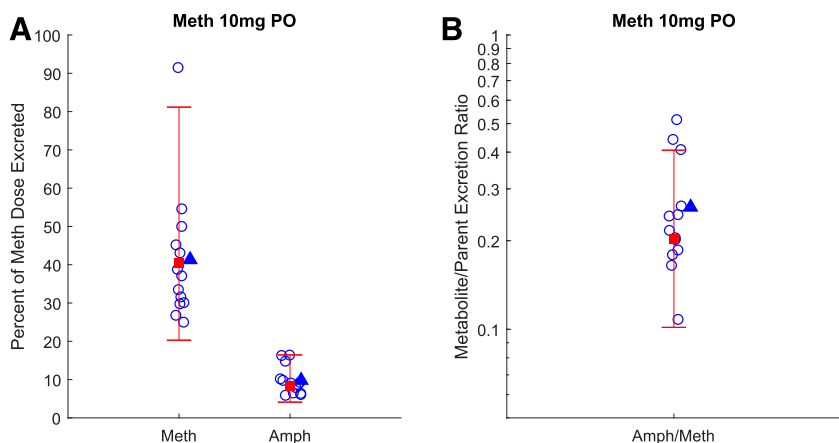 A
Meth 10mg PO
Percent of Meth Dose Excreted
100
90
80
70
60
50
40
30
20
10
0
Meth
Amph
B
Meth 10mg PO
Metabolite/Parent Excretion Ratio
1
0.9
0.8
0.7
0.6
0.5
0.4
0.3
0.2
0.1
Amph/Meth